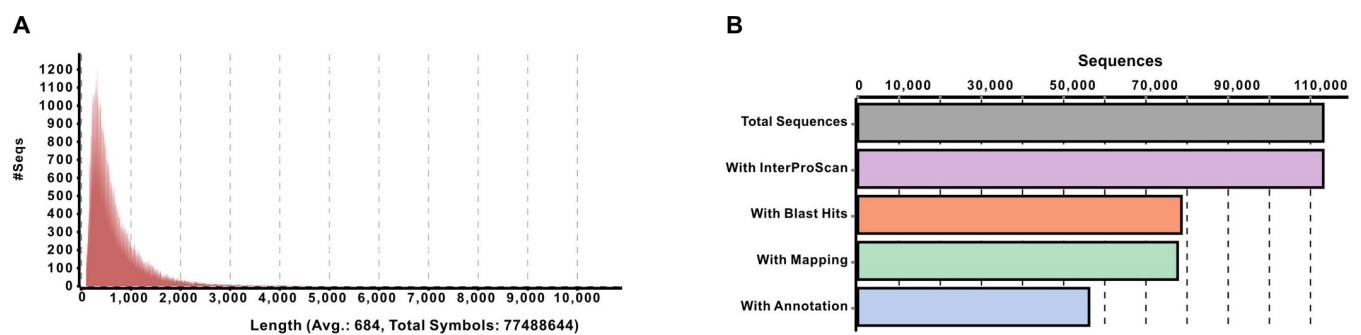 A
#Seqs
1200
1100
1000
900
800
700
600
500
400
300
200
100
0
0 1,000 2,000 3,000 4,000 5,000 6,000 7,000 8,000 9,000 10,000
Length (Avg.: 684, Total Symbols: 77488644)
B
Sequences
0 10,000 30,000 50,000 70,000 90,000 110,000
Total Sequences
With InterProScan
With Blast Hits
With Mapping
With Annotation